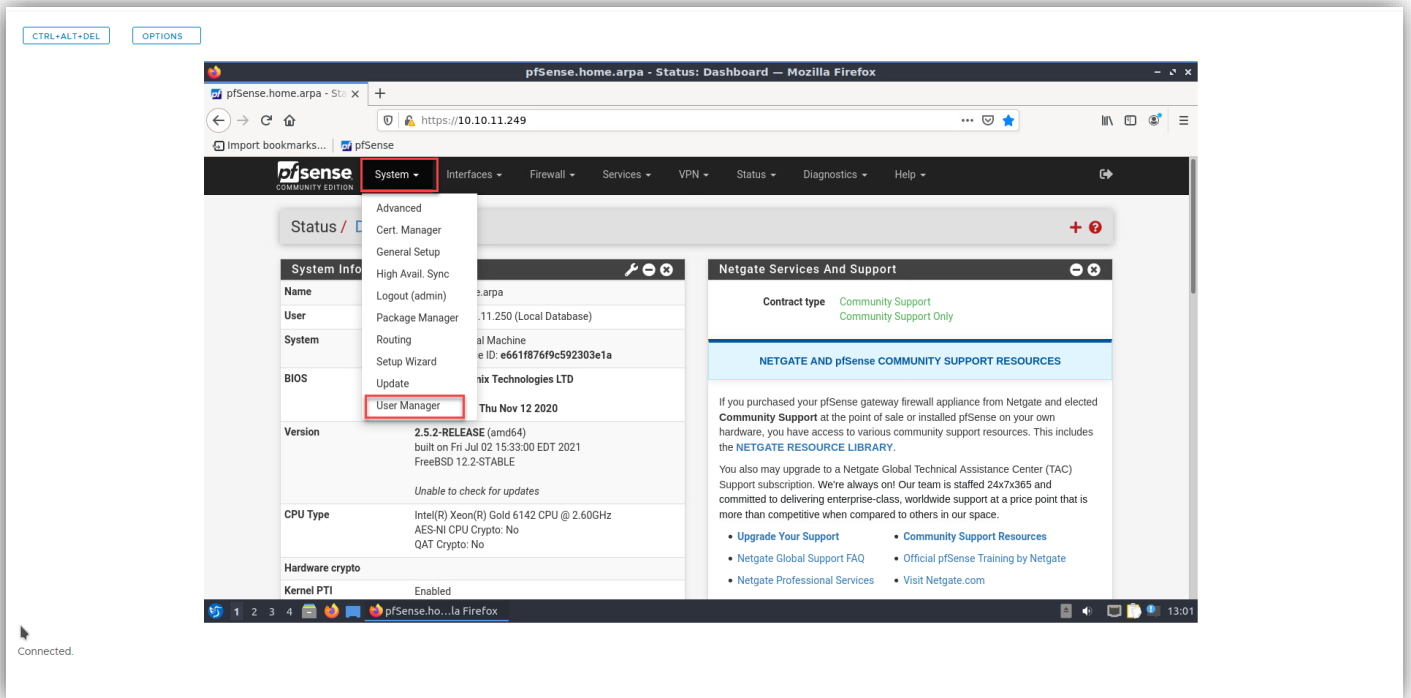 CTRL+ALT+DEL OPTIONS
pfSense.home.arpa - Status: Dashboard — Mozilla Firefox
pfSense.home.arpa - Sta
https://10.10.11.249
Import bookmarks... pfSense
pfsense System Interfaces Firewall Services VPN Status Diagnostics Help
COMMUNITY EDITION
Advanced
Cert. Manager
General Setup
High Avail. Sync
Logout (admin)
Package Manager
Routing
Setup Wizard
Update
User Manager
Status / D
System Info
Name e.arpa
User .11.250 (Local Database)
System al Machine
e ID: e661f876f9c592303e1a
BIOS nix Technologies LTD
Thu Nov 12 2020
Version 2.5.2-RELEASE (amd64)
built on Fri Jul 02 15:33:00 EDT 2021
FreeBSD 12.2-STABLE
Unable to check for updates
CPU Type Intel(R) Xeon(R) Gold 6142 CPU @ 2.60GHz
AES-NI CPU Crypto: No
QAT Crypto: No
Hardware crypto
Kernel PTI Enabled
Netgate Services And Support
Contract type Community Support
Community Support Only
NETGATE AND pfSense COMMUNITY SUPPORT RESOURCES
If you purchased your pfSense gateway firewall appliance from Netgate and elected
Community Support at the point of sale or installed pfSense on your own
hardware, you have access to various community support resources. This includes
the NETGATE RESOURCE LIBRARY.
You also may upgrade to a Netgate Global Technical Assistance Center (TAC)
Support subscription. We're always on! Our team is staffed 24x7x365 and
committed to delivering enterprise-class, worldwide support at a price point that is
more than competitive when compared to others in our space.
Upgrade Your Support Community Support Resources
Netgate Global Support FAQ Official pfSense Training by Netgate
Netgate Professional Services Visit Netgate.com
1 2 3 4 pfSense.ho...la Firefox 13:01
Connected.